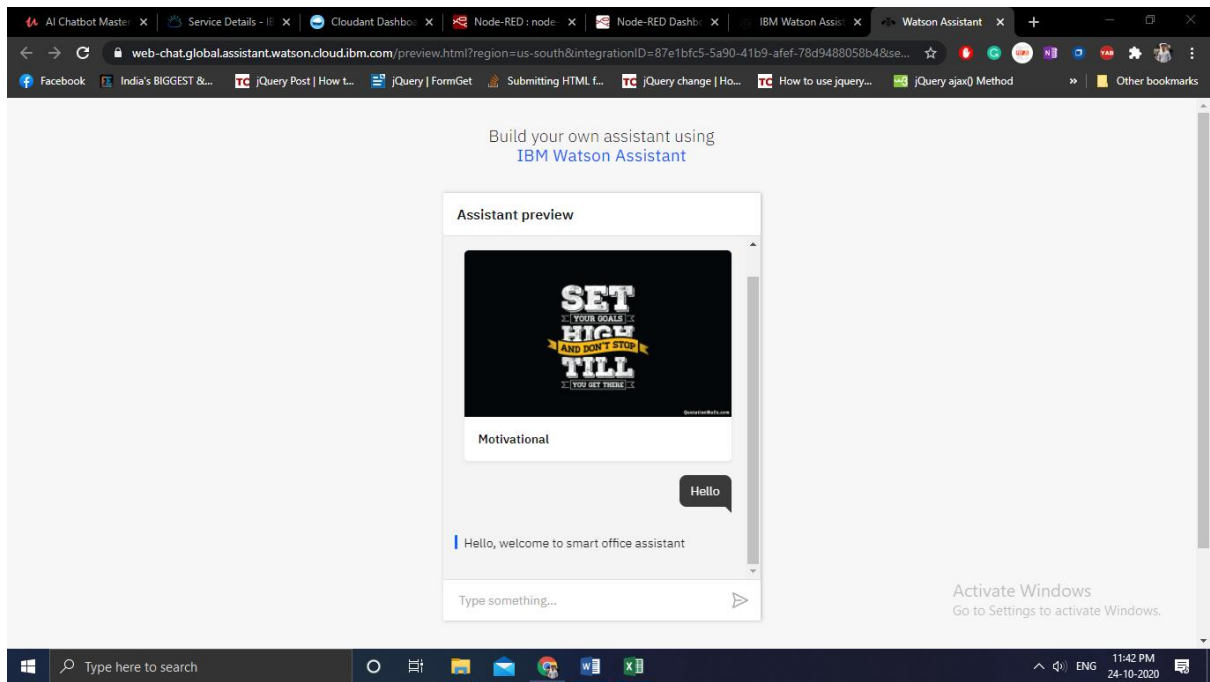 AI Chatbot Master
Service Details - IE
Cloudant Dashboa
Node-RED : node-
Node-RED Dashbo
IBM Watson Assist
Watson Assistant
web-chat.global.assistant.watson.cloud.ibm.com/preview.html?region=us-south&integrationID=87e1bfc5-5a90-41b9-afef-78d9488058b4&se...
Facebook
India's BIGGEST &...
jQuery Post | How t...
jQuery | FormGet
Submitting HTML f...
jQuery change | Ho...
How to use jquery...
jQuery ajax() Method
»
Other bookmarks
Build your own assistant using
IBM Watson Assistant
Assistant preview
SET
YOUR GOALS
HIGH
AND DON'T STOP
TILL
YOU GET THERE
Motivational
Hello
Hello, welcome to smart office assistant
Type something...
Activate Windows
Go to Settings to activate Windows.
Type here to search
ENG
11:42 PM
24-10-2020